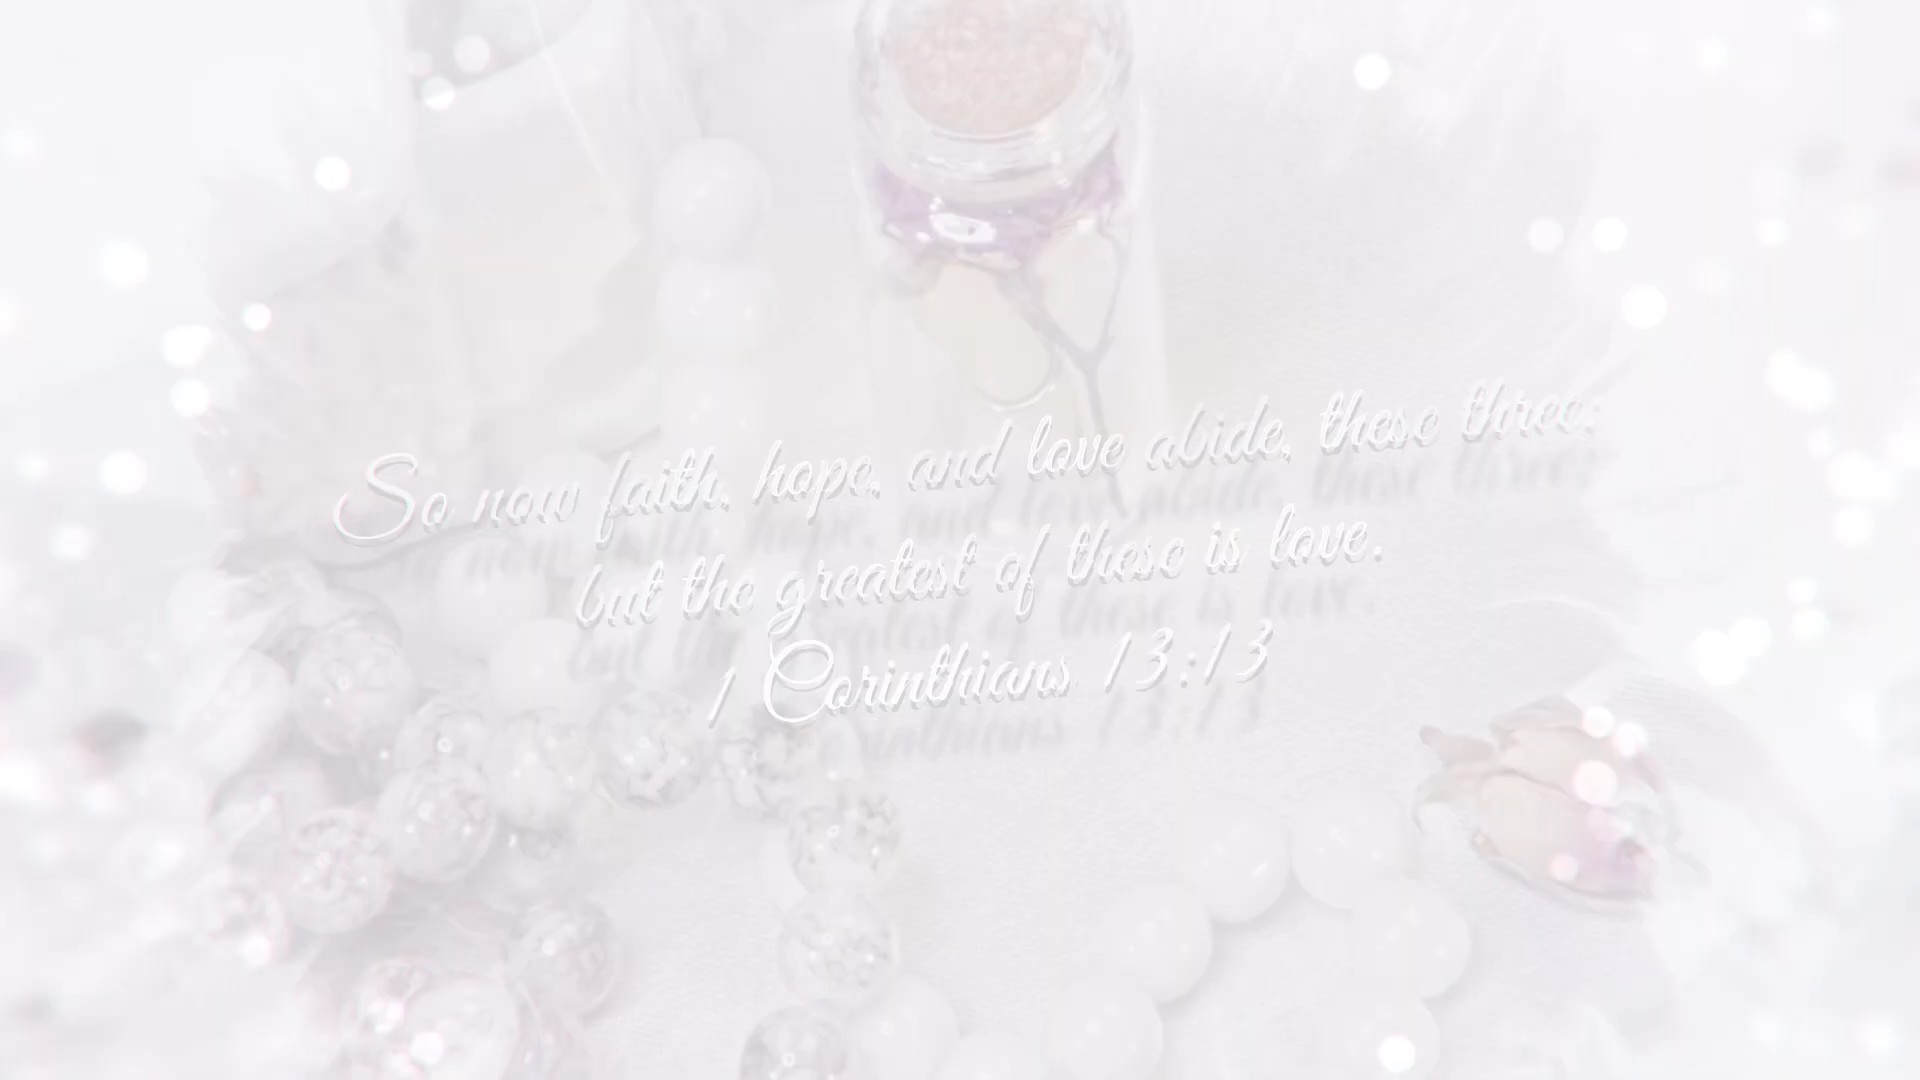 So now faith, hope, and love abide, these three;
but the greatest of these is love.
1 Corinthians 13:13